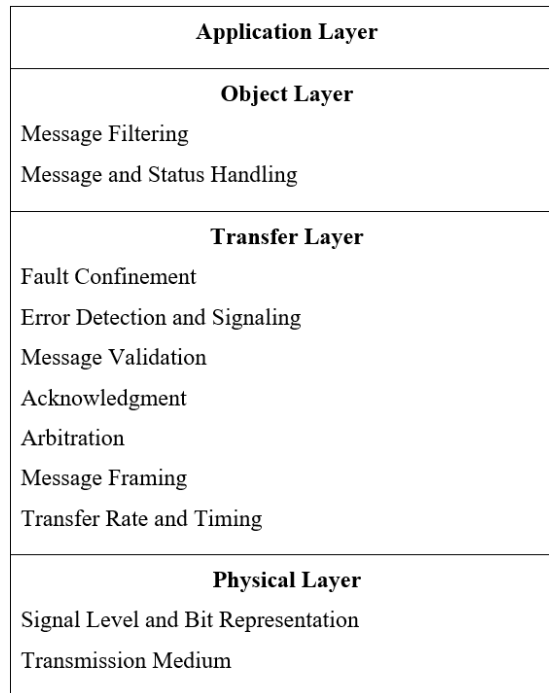 Application Layer
Object Layer
Message Filtering
Message and Status Handling
Transfer Layer
Fault Confinement
Error Detection and Signaling
Message Validation
Acknowledgment
Arbitration
Message Framing
Transfer Rate and Timing
Physical Layer
Signal Level and Bit Representation
Transmission Medium